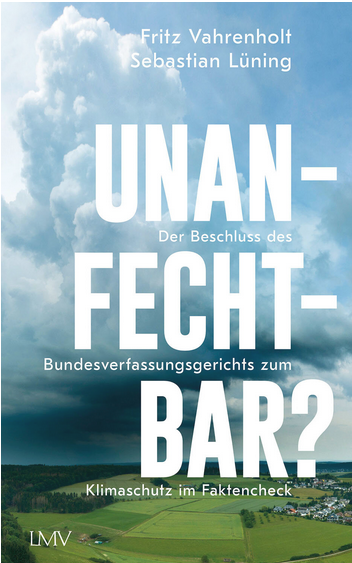 Fritz Vahrenholt
Sebastian Lüning
UNAN-
Der Beschluss des
FECHT-
Bundesverfassungsgerichts zum
BAR?
Klimaschutz im Faktencheck
LMV